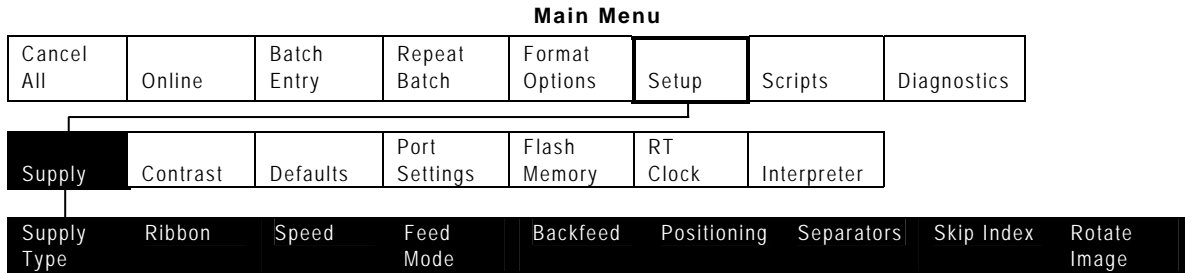 Main Menu
Cancel All
Online
Batch Entry
Repeat Batch
Format Options
Setup
Scripts
Diagnostics
Supply
Contrast
Defaults
Port Settings
Flash Memory
RT Clock
Interpreter
Supply Type
Ribbon
Speed
Feed Mode
Backfeed
Positioning
Separators
Skip Index
Rotate Image